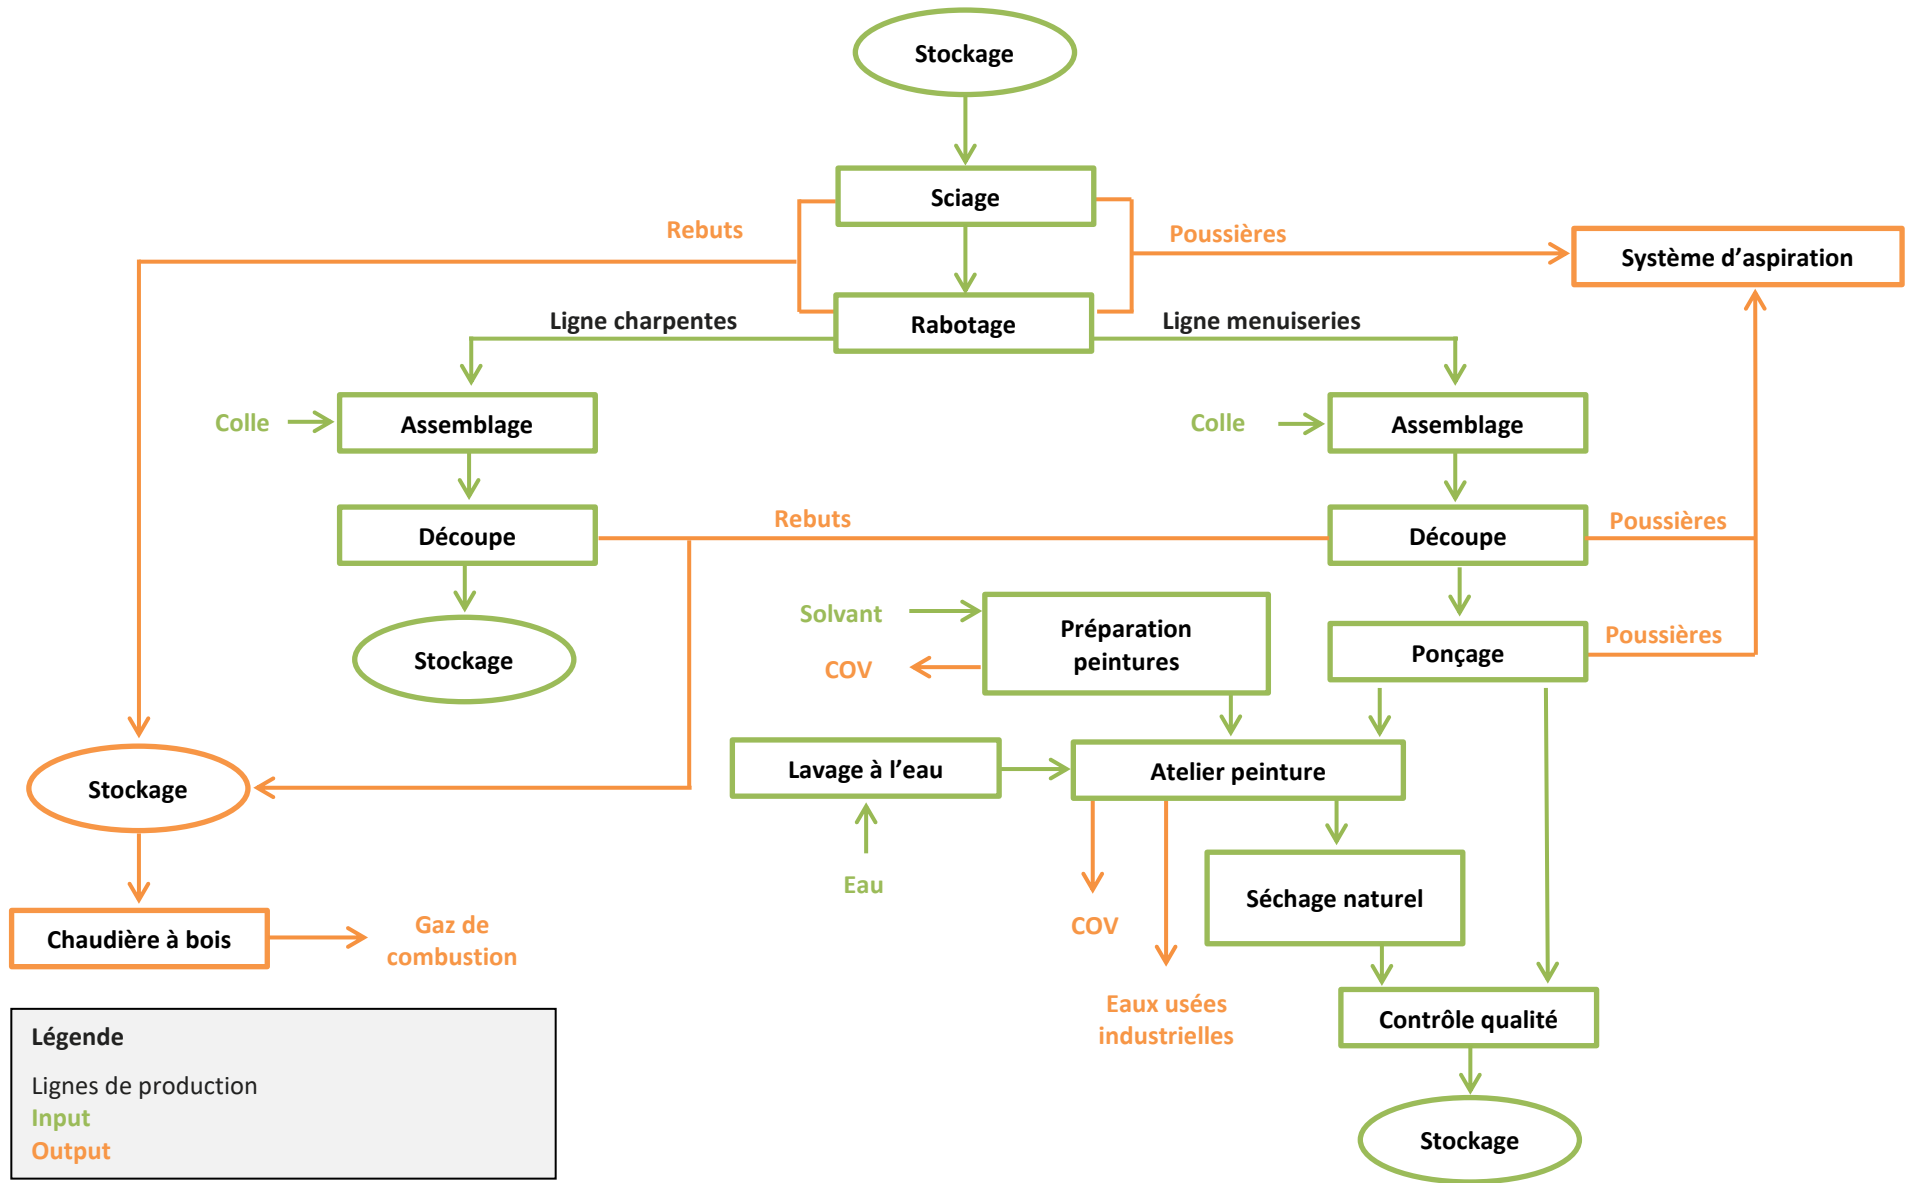 Stockage
Sciage
Rebuts
Poussières
Système d’aspiration
Ligne charpentes
Rabotage
Ligne menuiseries
Colle
Assemblage
Colle
Assemblage
Découpe
Rebuts
Découpe
Poussières
Solvant
Préparation
peintures
COV
Stockage
Ponçage
Poussières
Stockage
Lavage à l’eau
Atelier peinture
Eau
COV
Séchage naturel
Chaudière à bois
Gaz de
combustion
Eaux usées
industrielles
Contrôle qualité
Stockage
Légende
Lignes de production
Input
Output